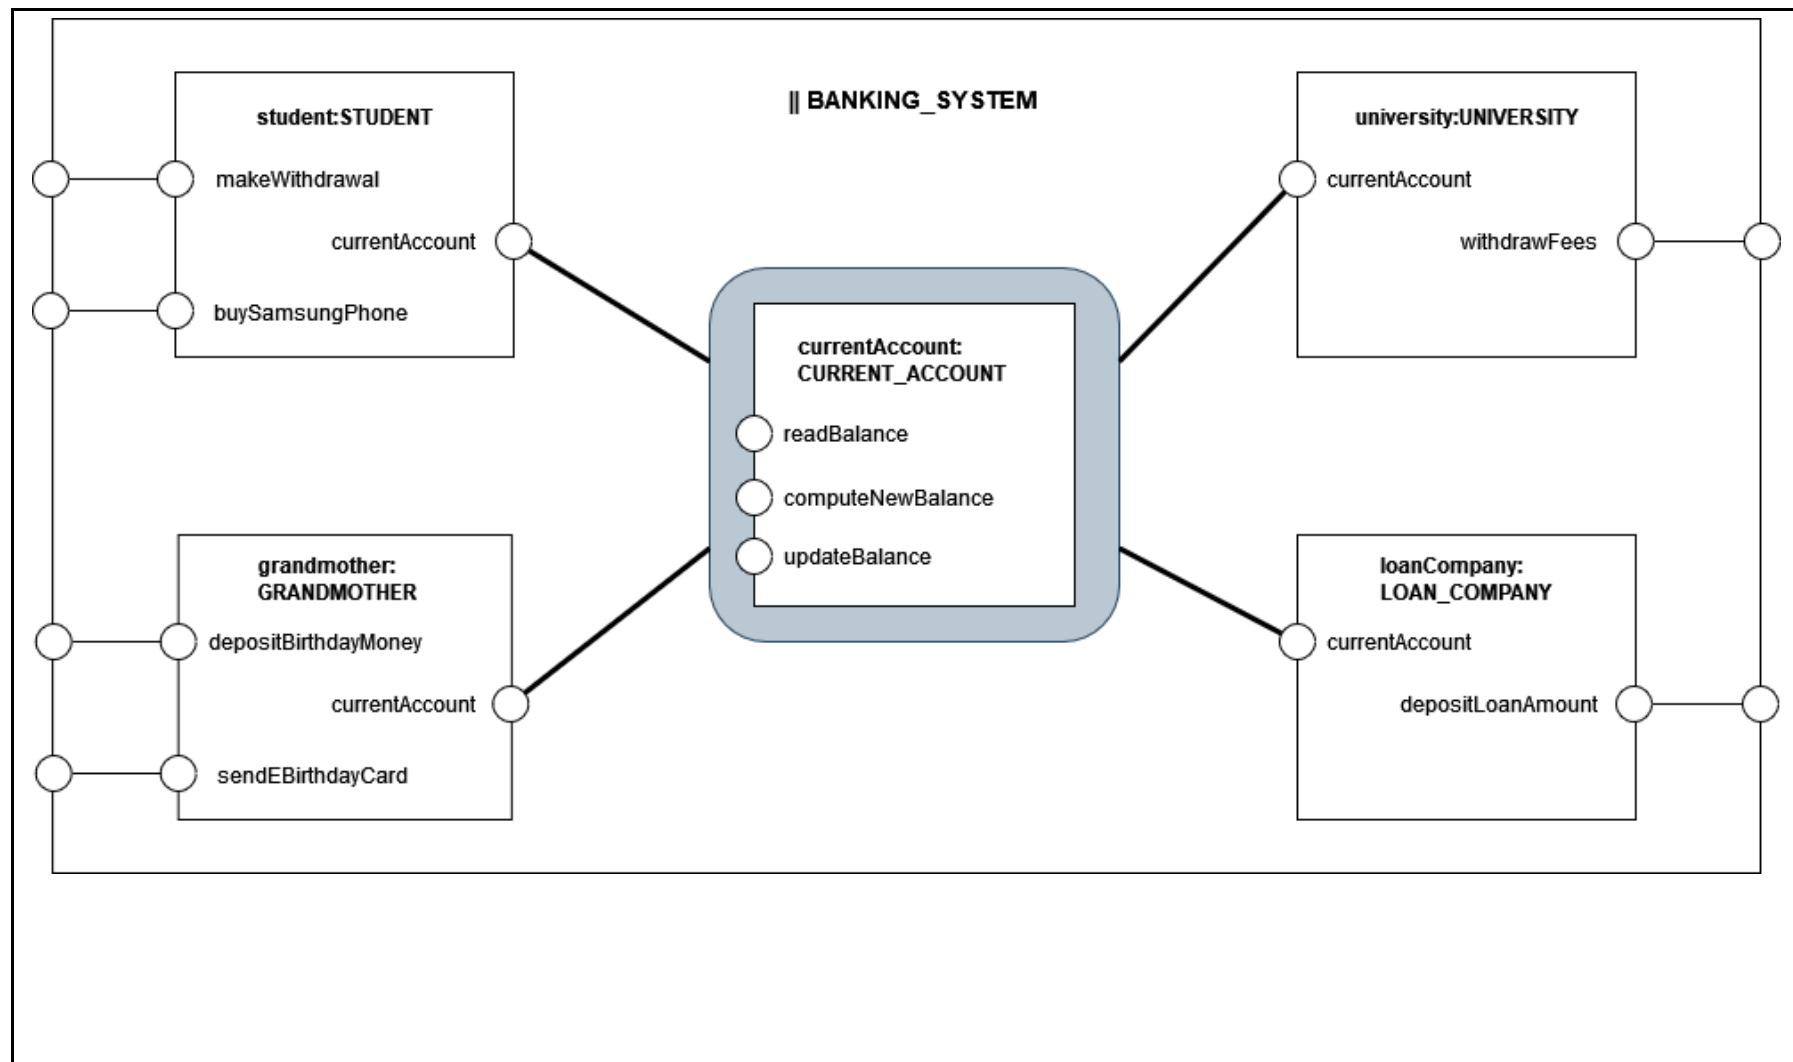 || BANKING_SYSTEM
student:STUDENT
makeWithdrawal
currentAccount
buySamsungPhone
university:UNIVERSITY
currentAccount
withdrawFees
currentAccount:
CURRENT_ACCOUNT
readBalance
computeNewBalance
updateBalance
grandmother:
GRANDMOTHER
depositBirthdayMoney
currentAccount
sendEBirthdayCard
loanCompany:
LOAN_COMPANY
currentAccount
depositLoanAmount